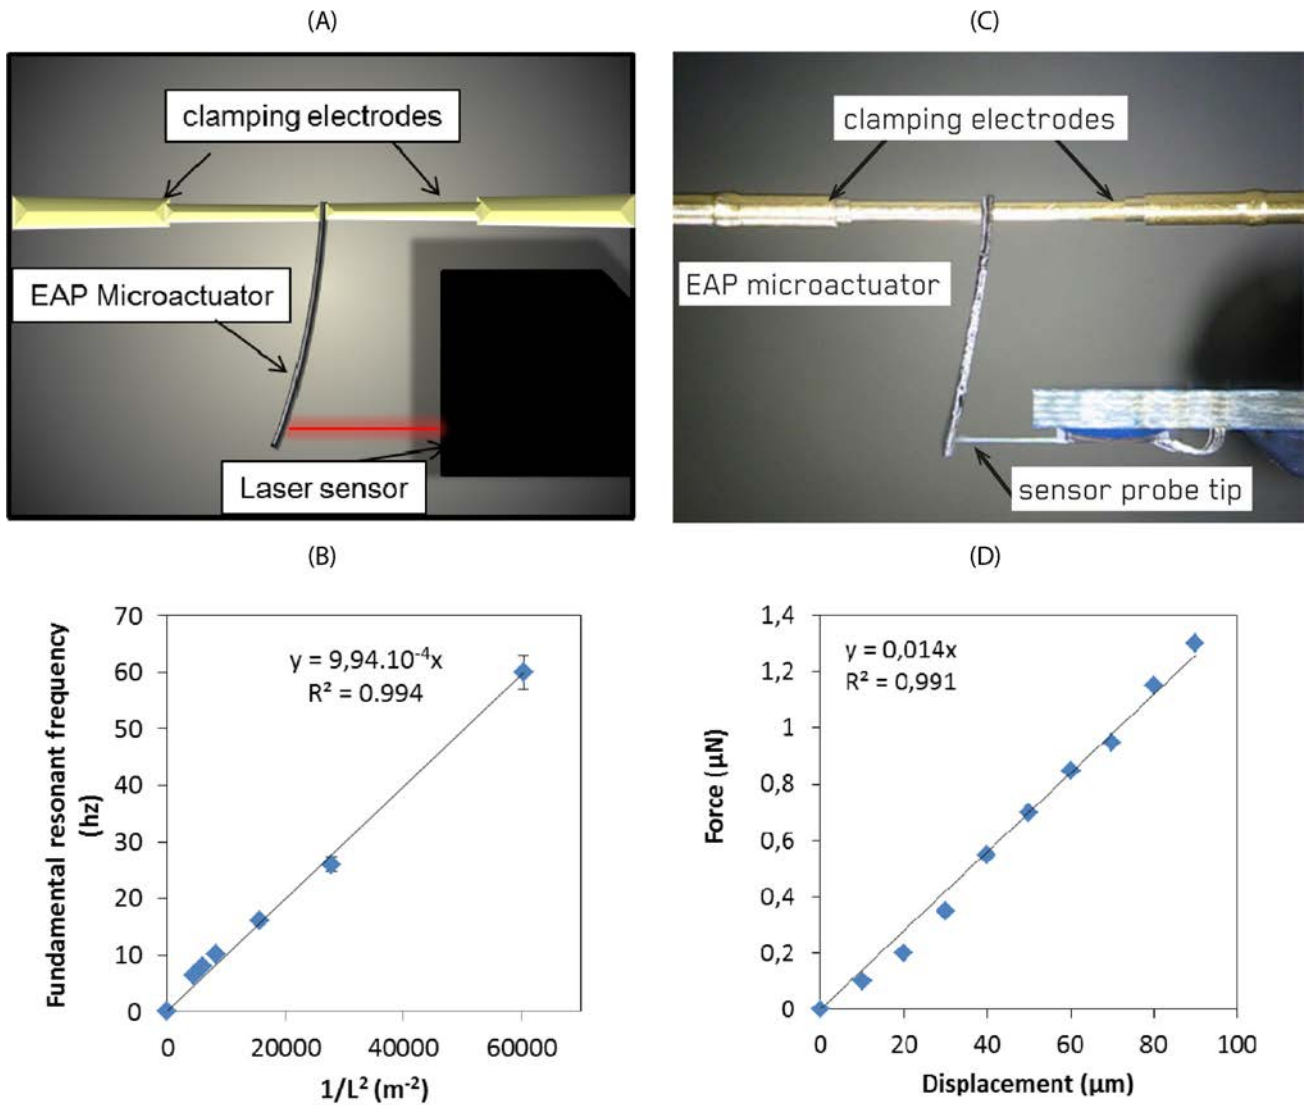 (A)
clamping electrodes
EAP Microactuator
Laser sensor
(C)
clamping electrodes
EAP microactuator
sensor probe tip
(B)
Fundamental resonant frequency
(hz)
70
60
50
40
30
20
10
0
y = 9,94.10⁻⁴x
R² = 0.994
0 20000 40000 60000
1/L² (m⁻²)
(D)
Force (µN)
1,4
1,2
1
0,8
0,6
0,4
0,2
0
y = 0,014x
R² = 0,991
0 20 40 60 80 100
Displacement (µm)